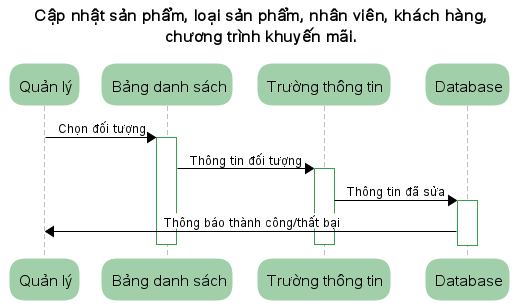 Cập nhật sản phẩm, loại sản phẩm, nhân viên, khách hàng,
chương trình khuyến mãi.
Quản lý
Bảng danh sách
Trường thông tin
Database
Chọn đối tượng
Thông tin đối tượng
Thông tin đã sửa
Thông báo thành công/thất bại
Quản lý
Bảng danh sách
Trường thông tin
Database